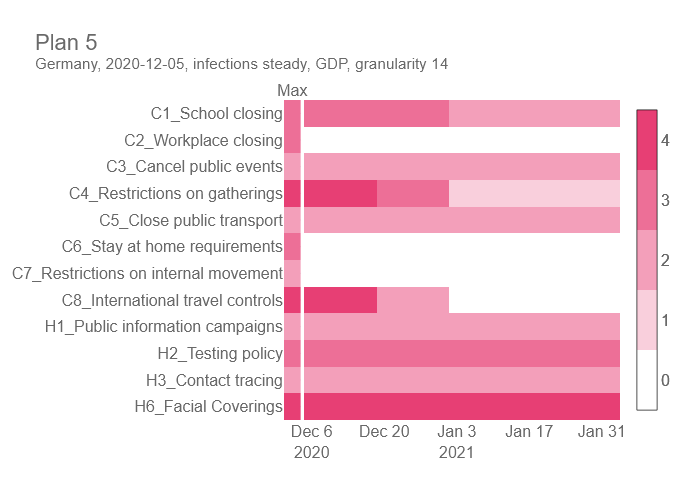 Plan 5
Germany, 2020-12-05, infections steady, GDP, granularity 14
Max
C1_School closing
C2_Workplace closing
C3_Cancel public events
C4_Restrictions on gatherings
C5_Close public transport
C6_Stay at home requirements
C7_Restrictions on internal movement
C8_International travel controls
H1_Public information campaigns
H2_Testing policy
H3_Contact tracing
H6_Facial Coverings
4
3
2
1
0
Dec 6 Dec 20 Jan 3 Jan 17 Jan 31
2020 2021